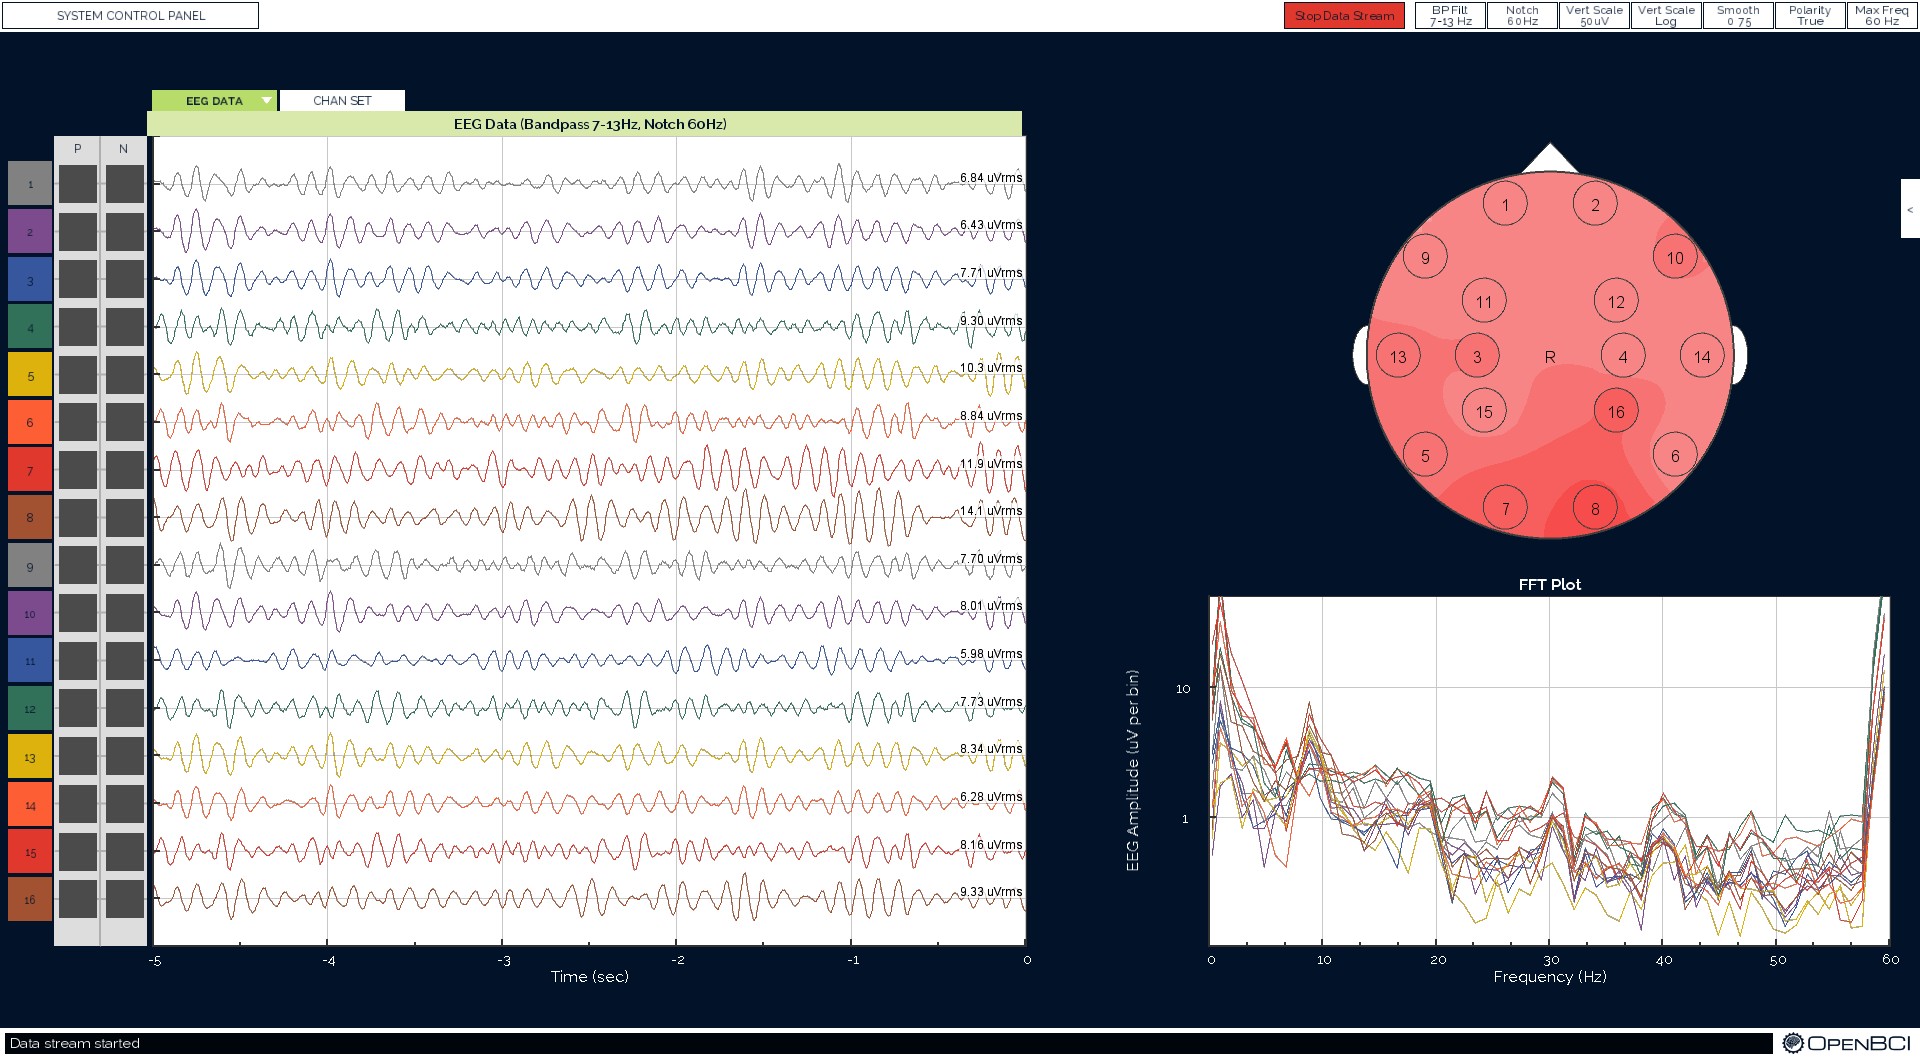 SYSTEM CONTROL PANEL
Stop Data Stream
BP Filt
7-13 Hz
Notch
60Hz
Vert Scale
50uV
Vert Scale
Log
Smooth
0 75
Polarity
True
Max Freq
60 Hz
EEG DATA
CHAN SET
EEG Data (Bandpass 7-13Hz, Notch 60Hz)
P N
1
6.84 uVrms
2
6.43 uVrms
3
7.71 uVrms
4
9.30 uVrms
5
10.3 uVrms
6
8.84 uVrms
7
11.9 uVrms
8
14.1 uVrms
9
7.70 uVrms
10
8.01 uVrms
11
5.98 uVrms
12
7.73 uVrms
13
8.34 uVrms
14
6.28 uVrms
15
8.16 uVrms
16
9.33 uVrms
-5 -4 -3 -2 -1 0
Time (sec)
<
1 2
9 10
11 12
13 3 R 4 14
15 16
5 6
7 8
FFT Plot
EEG Amplitude (uV per bin)
10
1
0 10 20 30 40 50 60
Frequency (Hz)
Data stream started
OPENBCI